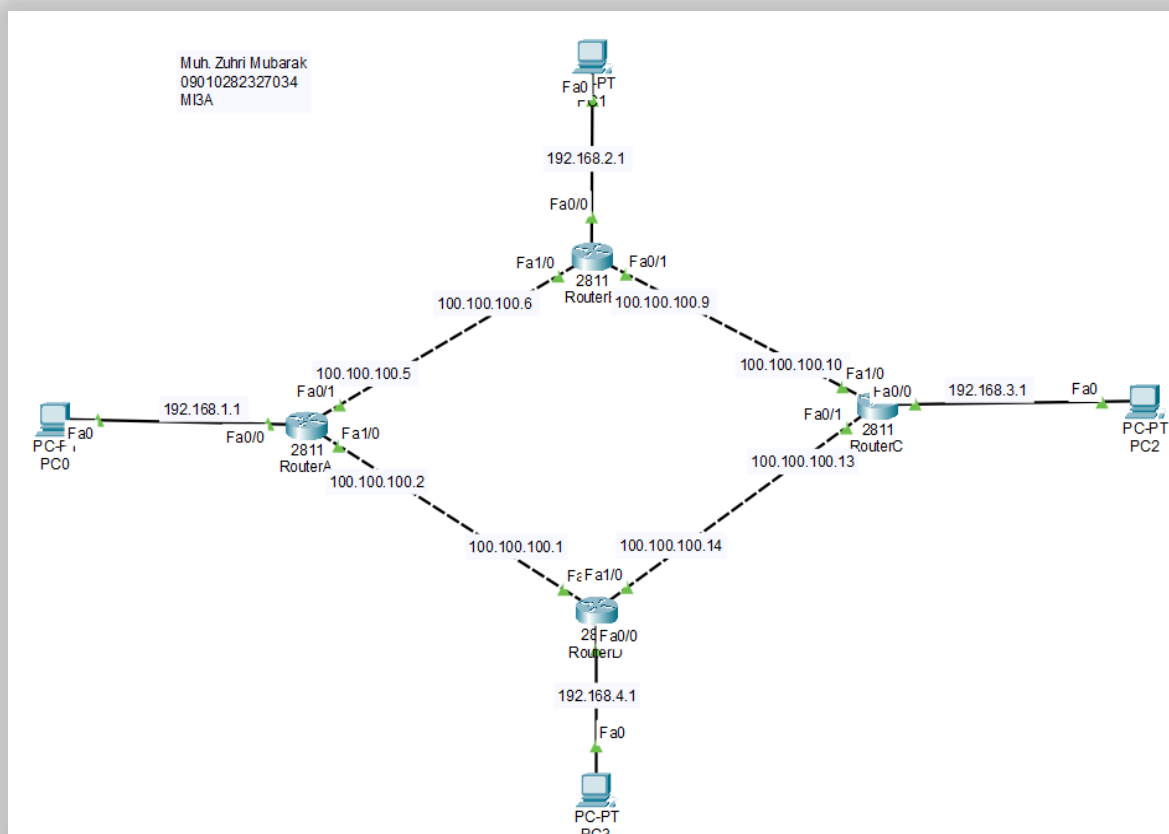 Muh. Zuhri Mubarak
09010282327034
MI3A
Fa0
-PT
192.168.2.1
Fa0/0
Fa1/0
Fa0/1
2811
100.100.100.6
100.100.100.9
100.100.100.5
100.100.100.10
Fa0/1
Fa1/0
Fa0/0
192.168.1.1
192.168.3.1
Fa0
Fa0
Fa0/0
Fa1/0
Fa0/1
PC0
2811
RouterA
2811
RouterC
PC-PT
PC2
100.100.100.2
100.100.100.13
100.100.100.1
100.100.100.14
Fa1/0
Fa0/0
192.168.4.1
Fa0
PC-PT